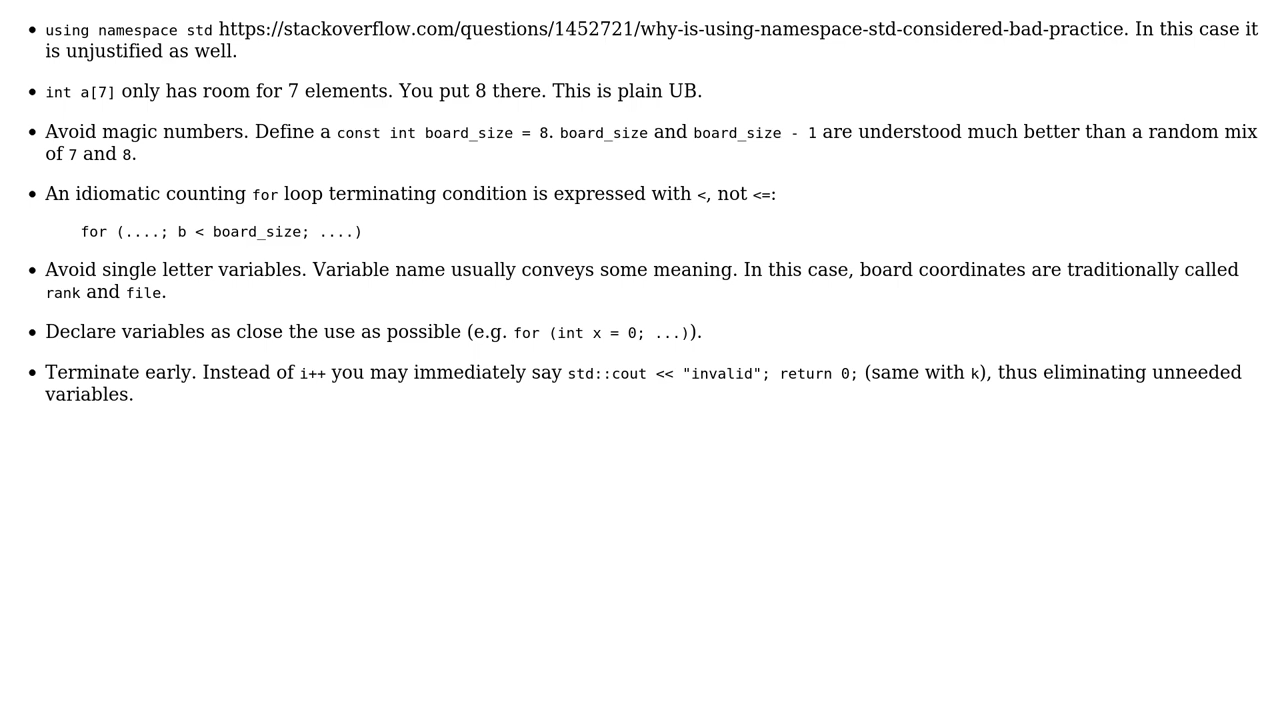 • using namespace std https://stackoverflow.com/questions/1452721/why-is-using-namespace-std-considered-bad-practice. In this case it
is unjustified as well.
• int a[7] only has room for 7 elements. You put 8 there. This is plain UB.
• Avoid magic numbers. Define a const int board_size = 8. board_size and board_size - 1 are understood much better than a random mix
of 7 and 8.
• An idiomatic counting for loop terminating condition is expressed with <, not <=:
for (....; b < board_size; ....)
• Avoid single letter variables. Variable name usually conveys some meaning. In this case, board coordinates are traditionally called
rank and file.
• Declare variables as close the use as possible (e.g. for (int x = 0; ...)).
• Terminate early. Instead of i++ you may immediately say std::cout << "invalid"; return 0; (same with k), thus eliminating unneeded
variables.